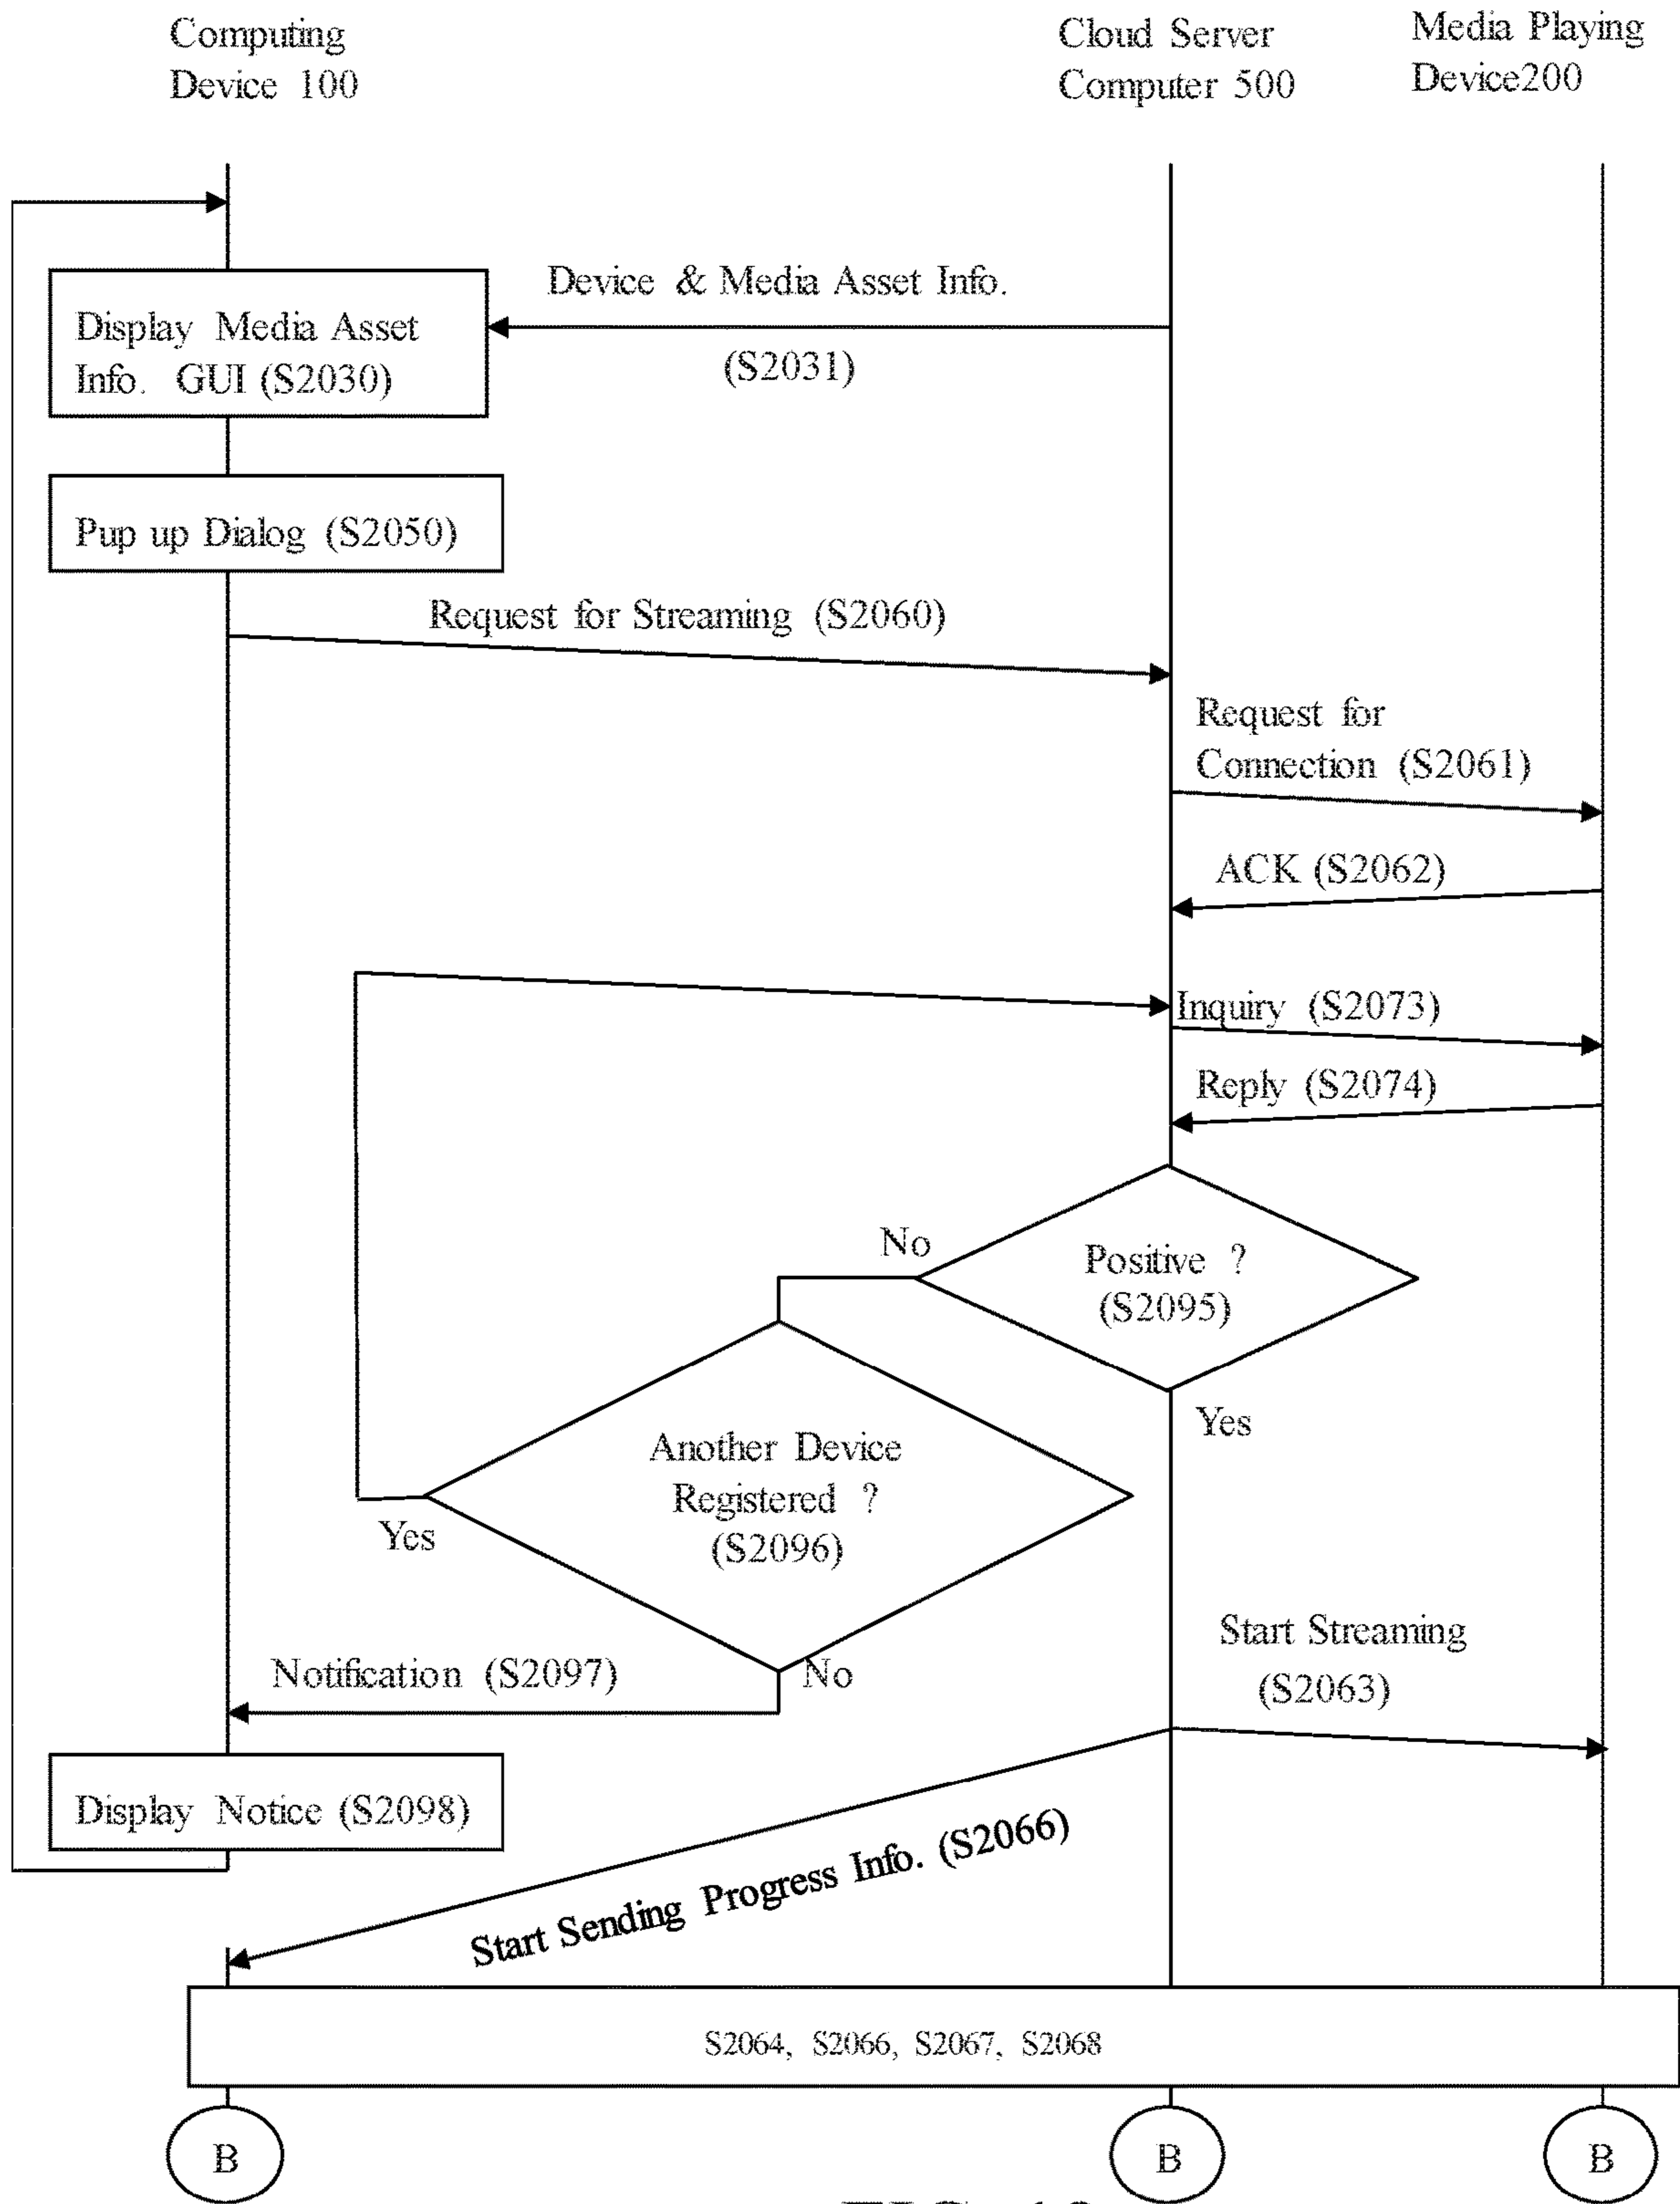 Computing
Device 100
Cloud Server
Computer 500
Media Playing
Device200
Device & Media Asset Info.
(S2031)
Display Media Asset
Info. GUI (S2030)
Pup up Dialog (S2050)
Request for Streaming (S2060)
Request for
Connection (S2061)
ACK (S2062)
Inquiry (S2073)
Reply (S2074)
No
Positive ?
(S2095)
Yes
Another Device
Registered ?
(S2096)
Yes
No
Notification (S2097)
Start Streaming
(S2063)
Display Notice (S2098)
Start Sending Progress Info. (S2066)
S2064, S2066, S2067, S2068
B
B
B